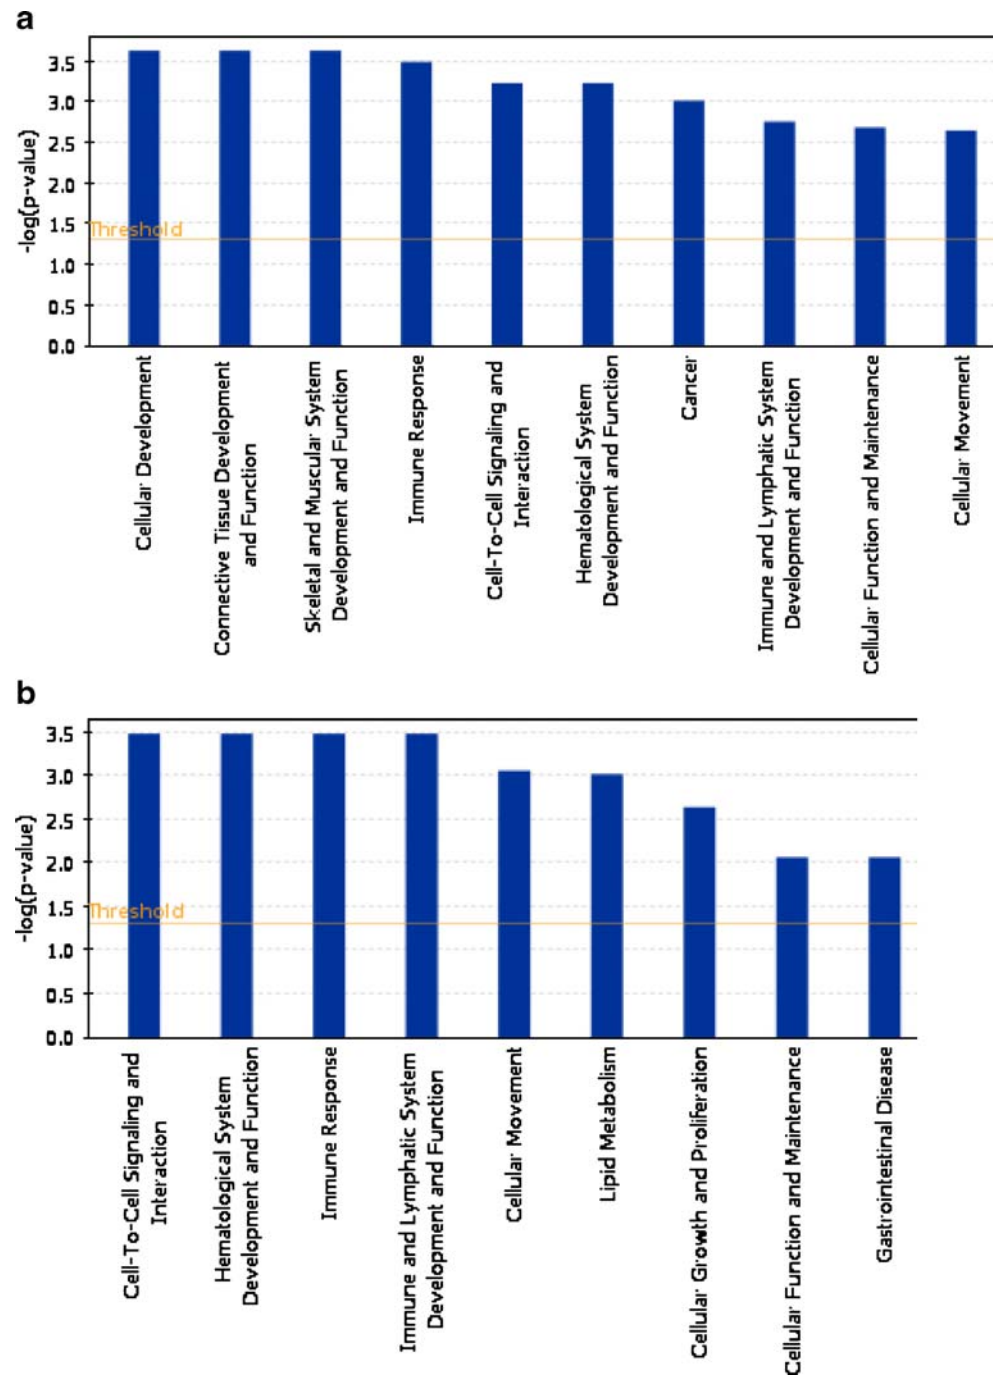 a
-log(p-value)
3.5
3.0
2.5
2.0
1.5
1.0
0.5
0.0
Threshold
Cellular Development
Connective Tissue Development
and Function
Skeletal and Muscular System
Development and Function
Immune Response
Cell-To-Cell Signaling and
Interaction
Hematological System
Development and Function
Cancer
Immune and Lymphatic System
Development and Function
Cellular Function and Maintenance
Cellular Movement
b
-log(p-value)
3.5
3.0
2.5
2.0
1.5
1.0
0.5
0.0
Threshold
Cell-To-Cell Signaling and
Interaction
Hematological System
Development and Function
Immune Response
Immune and Lymphatic System
Development and Function
Cellular Movement
Lipid Metabolism
Cellular Growth and Proliferation
Cellular Function and Maintenance
Gastrointestinal Disease